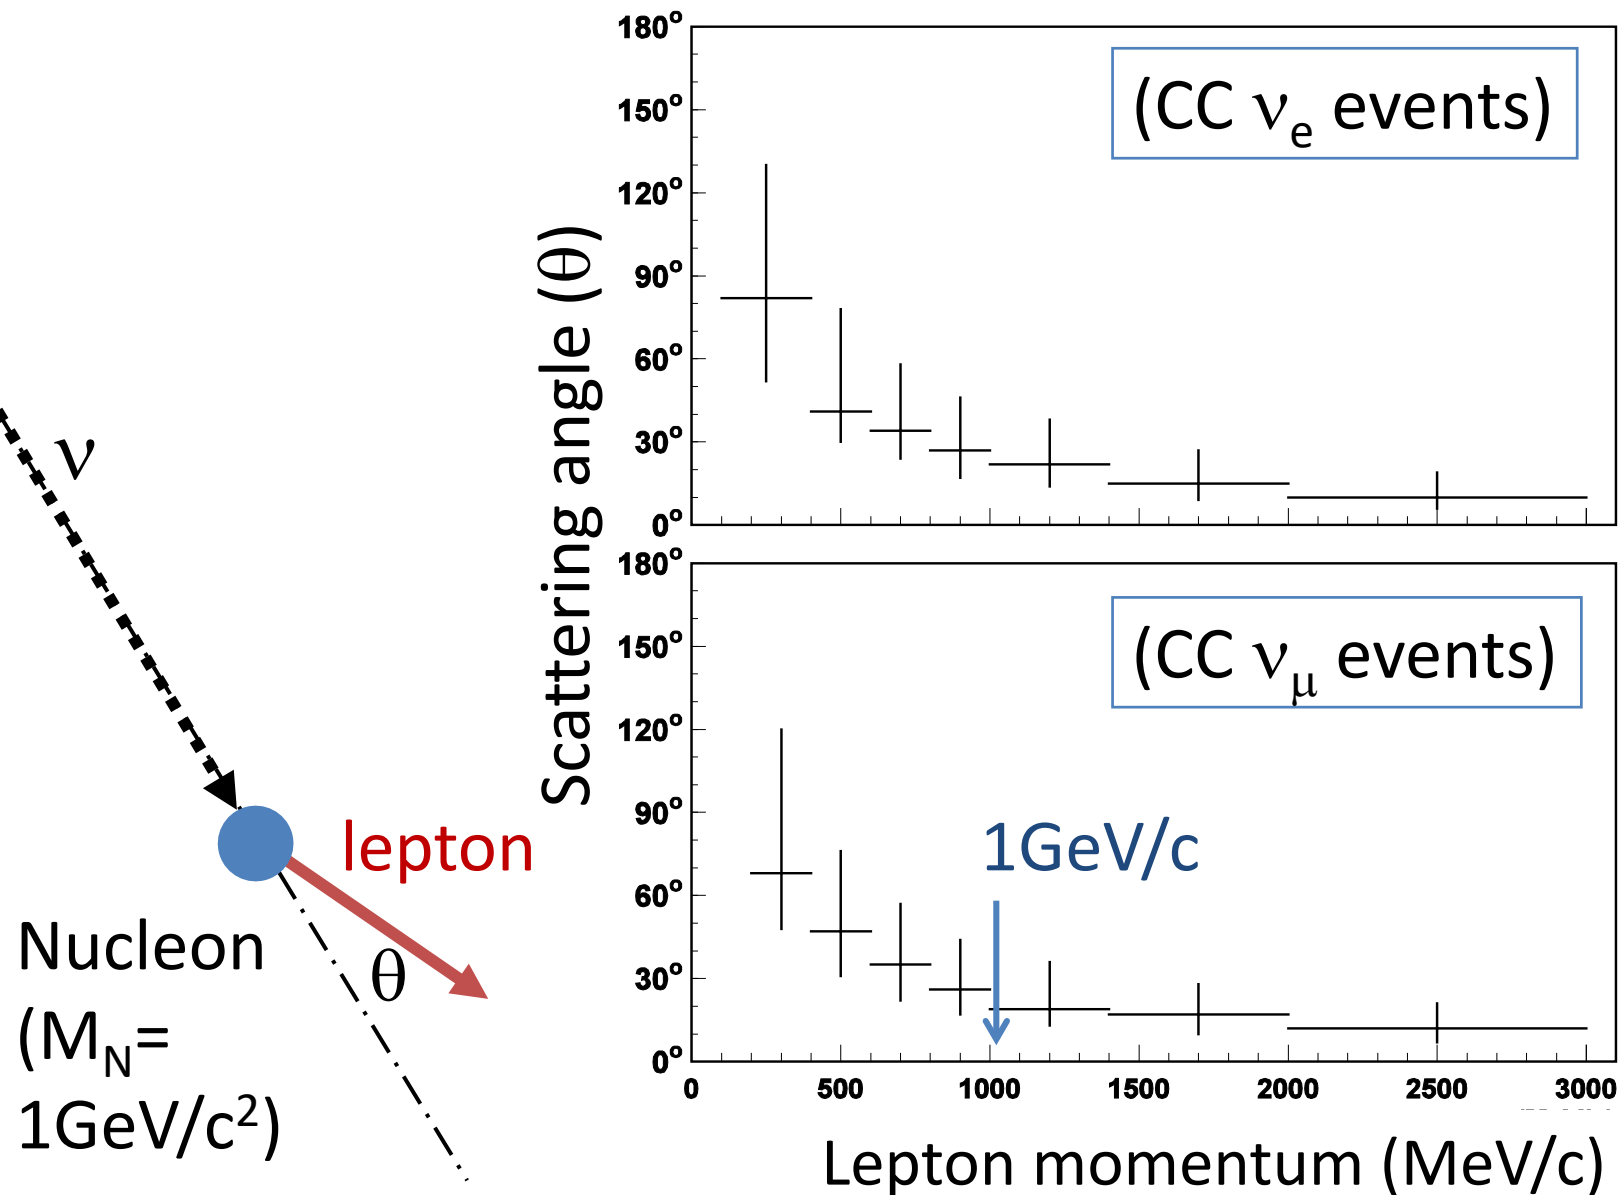 ν
lepton
θ
Nucleon
(M_N=
1GeV/c²)
Scattering angle (θ)
180°
150°
120°
90°
60°
30°
0°
(CC ν_e events)
180°
150°
120°
90°
60°
30°
0°
(CC ν_μ events)
1GeV/c
0 500 1000 1500 2000 2500 3000
Lepton momentum (MeV/c)